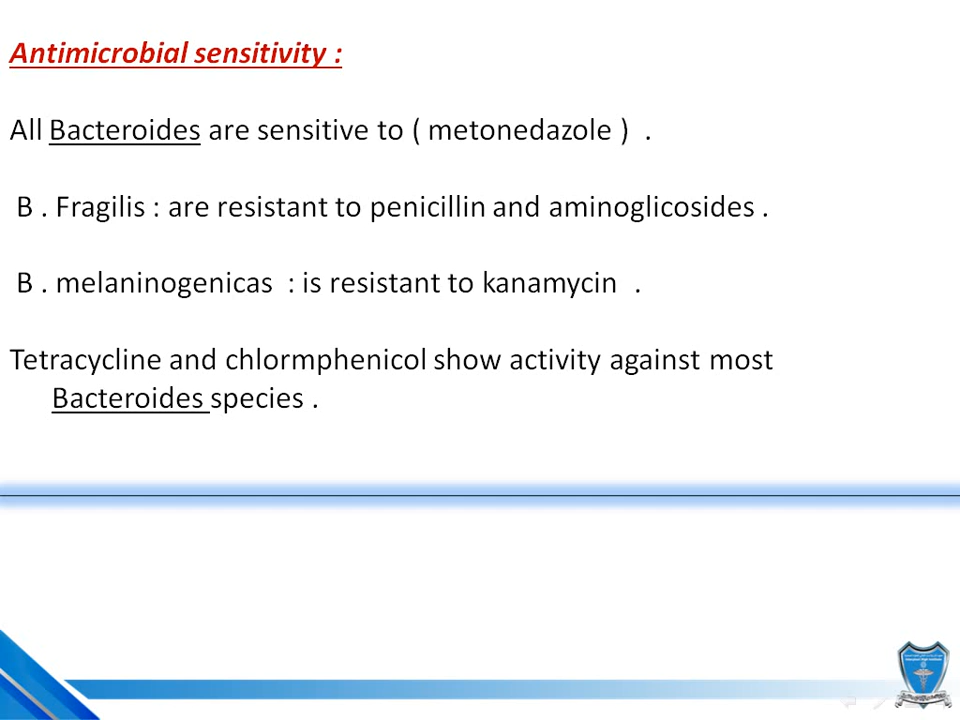 Antimicrobial sensitivity :
All Bacteroides are sensitive to ( metonedazole ) .
B . Fragilis : are resistant to penicillin and aminoglicosides .
B . melaninogenicas : is resistant to kanamycin .
Tetracycline and chlormphenicol show activity against most
Bacteroides species .